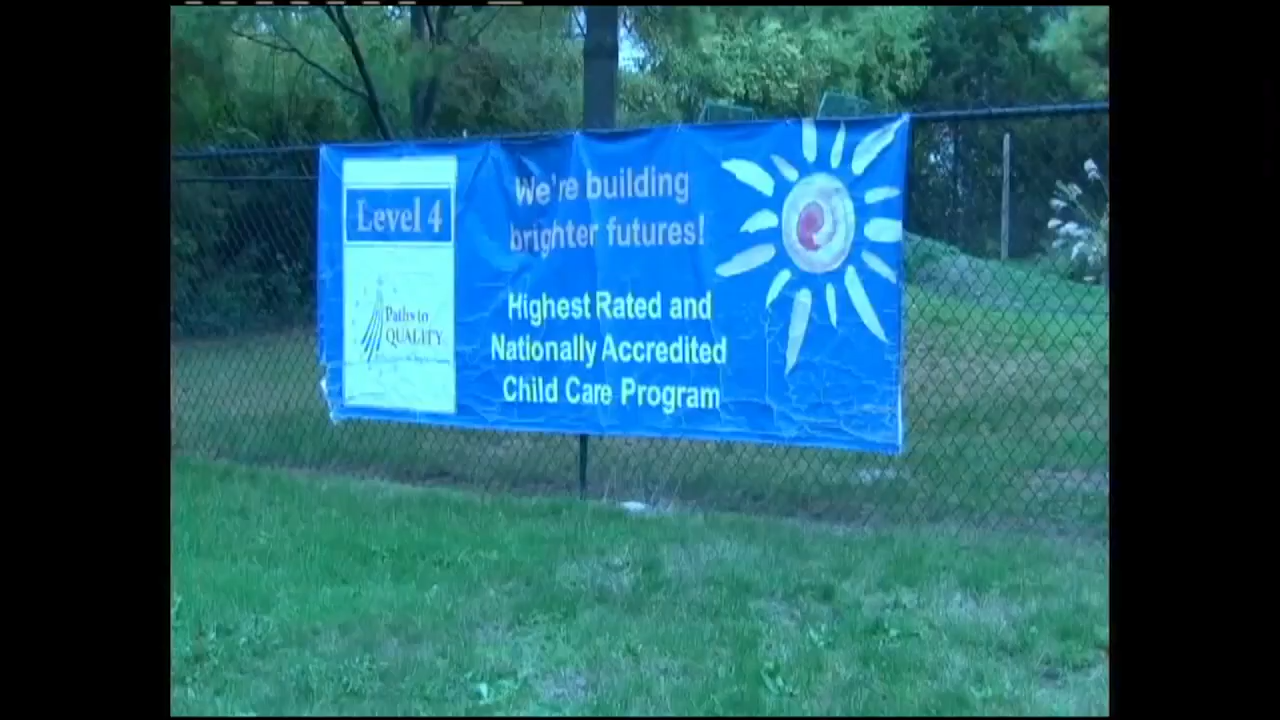 Level 4
Paths to
QUALITY
We're building
brighter futures!
Highest Rated and
Nationally Accredited
Child Care Program